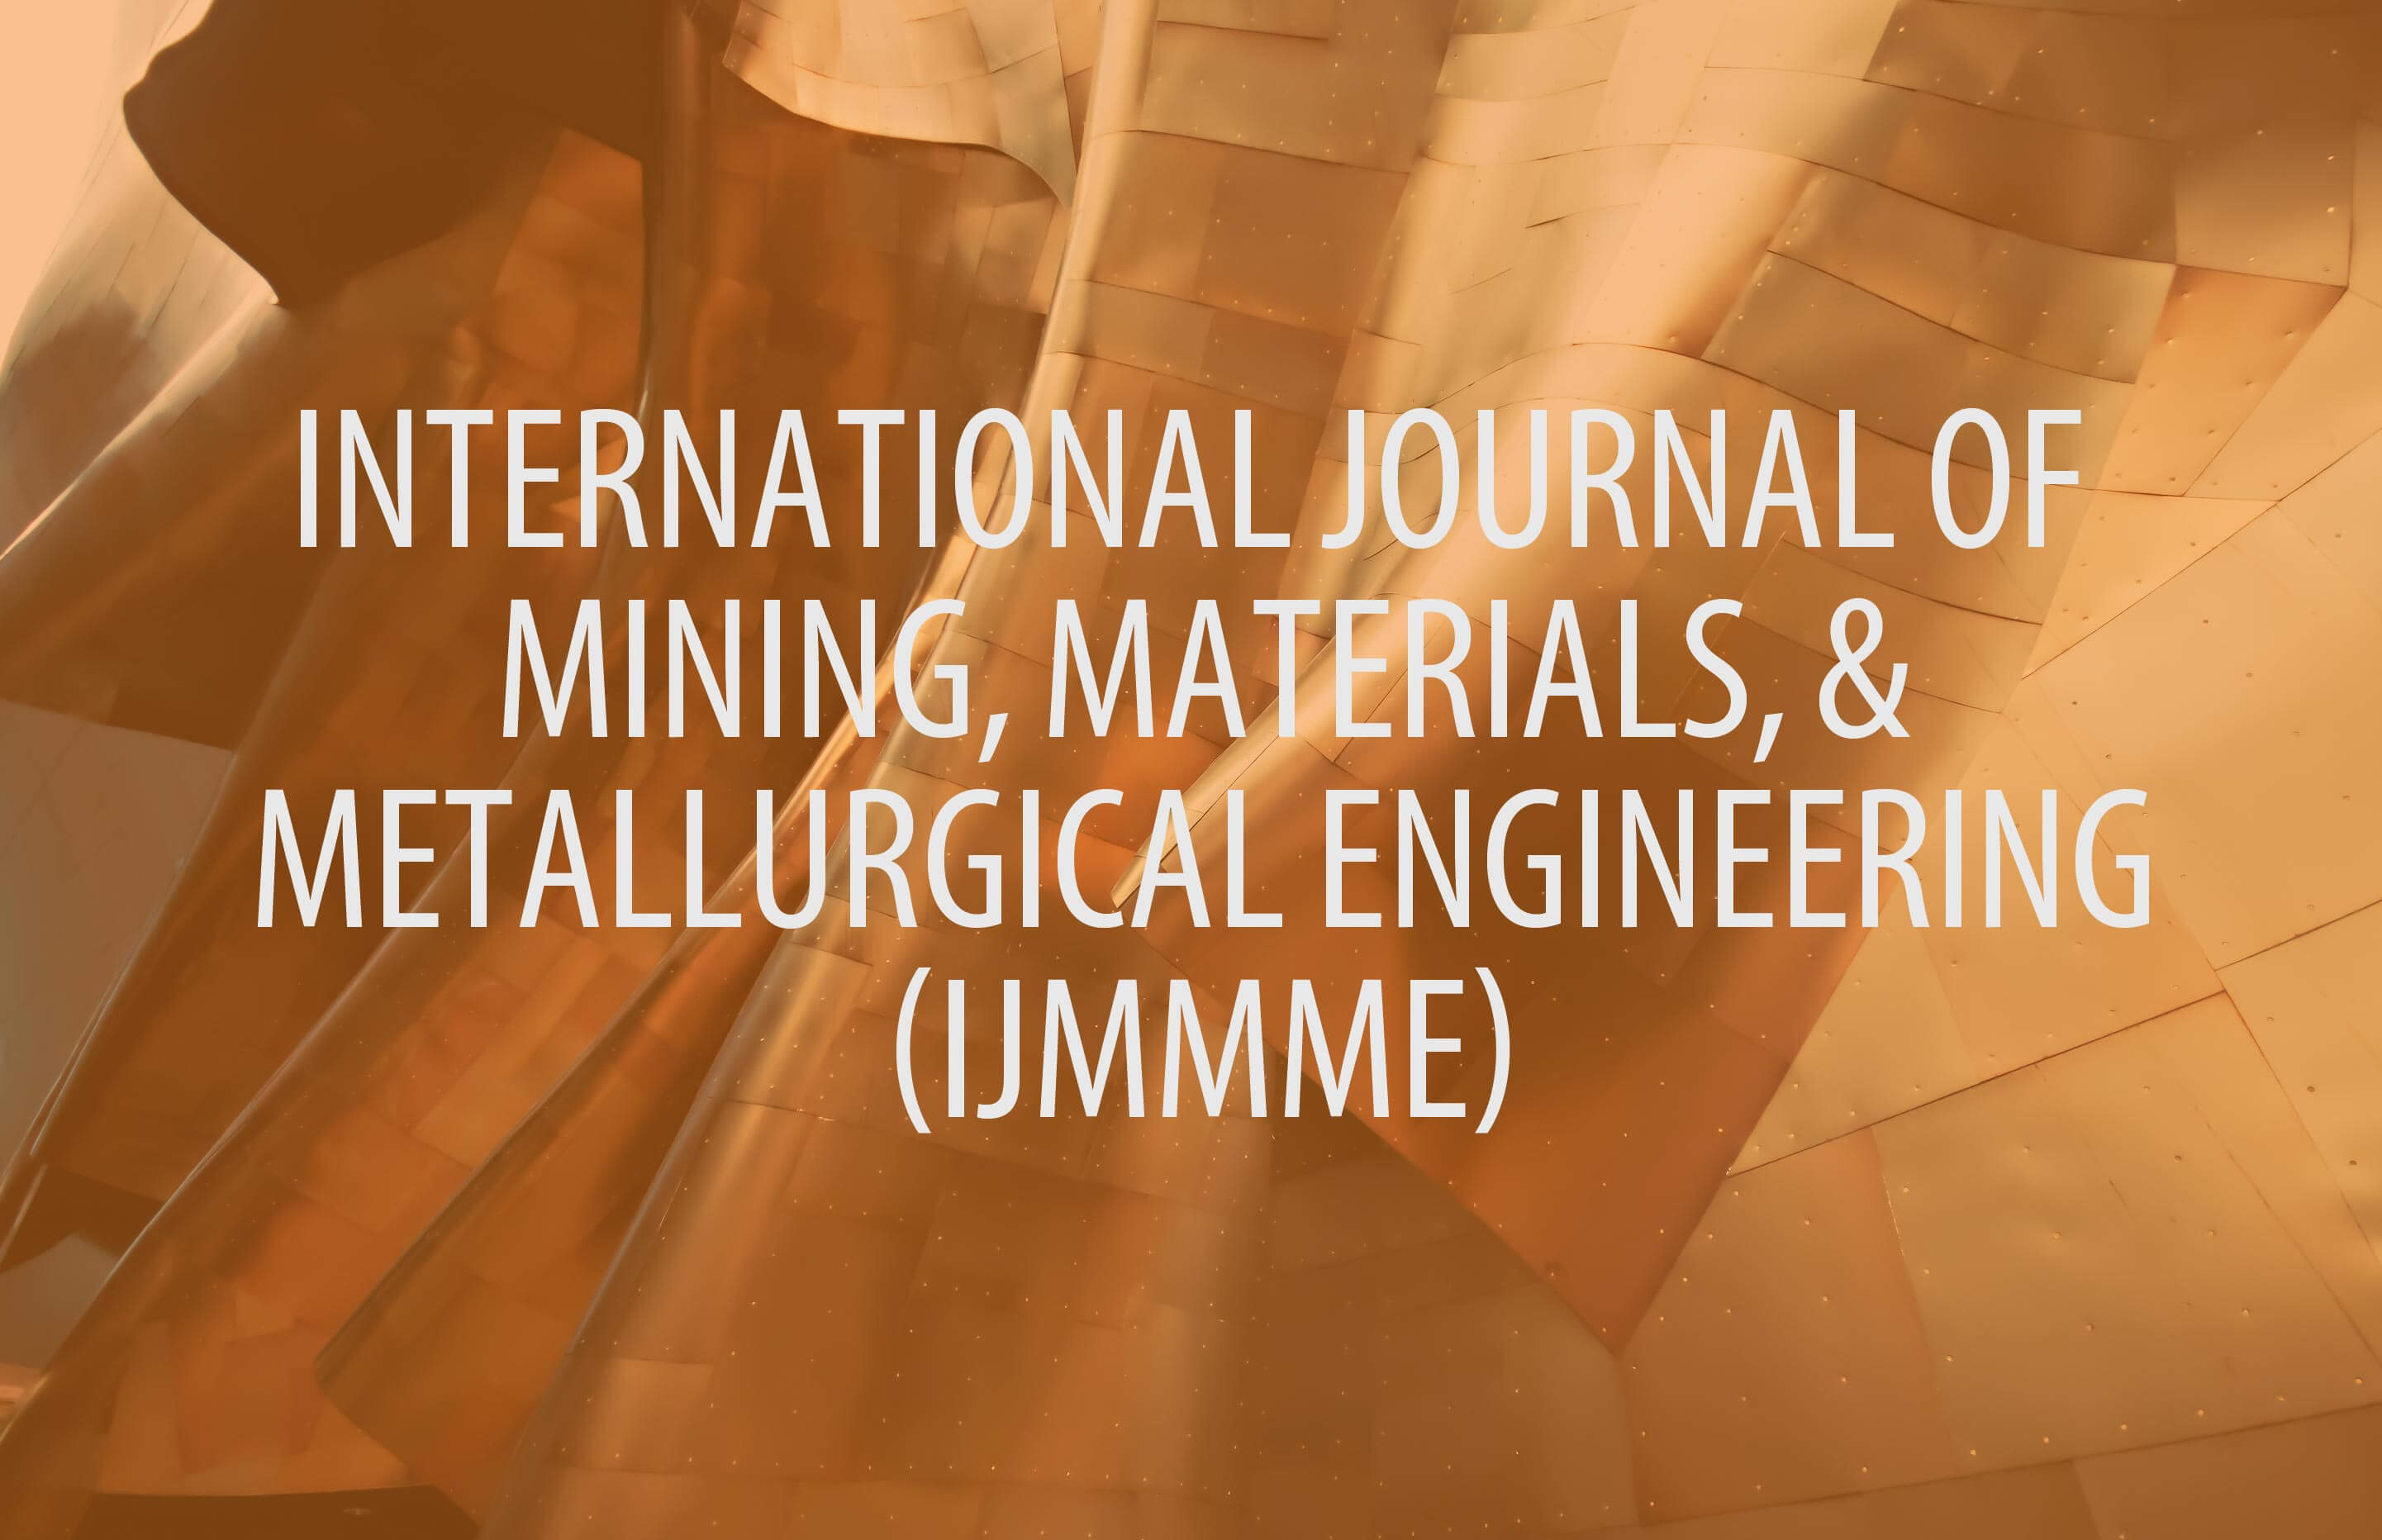 INTERNATIONAL JOURNAL OF
MINING, MATERIALS, &
METALLURGICAL ENGINEERING
(IJMMME)